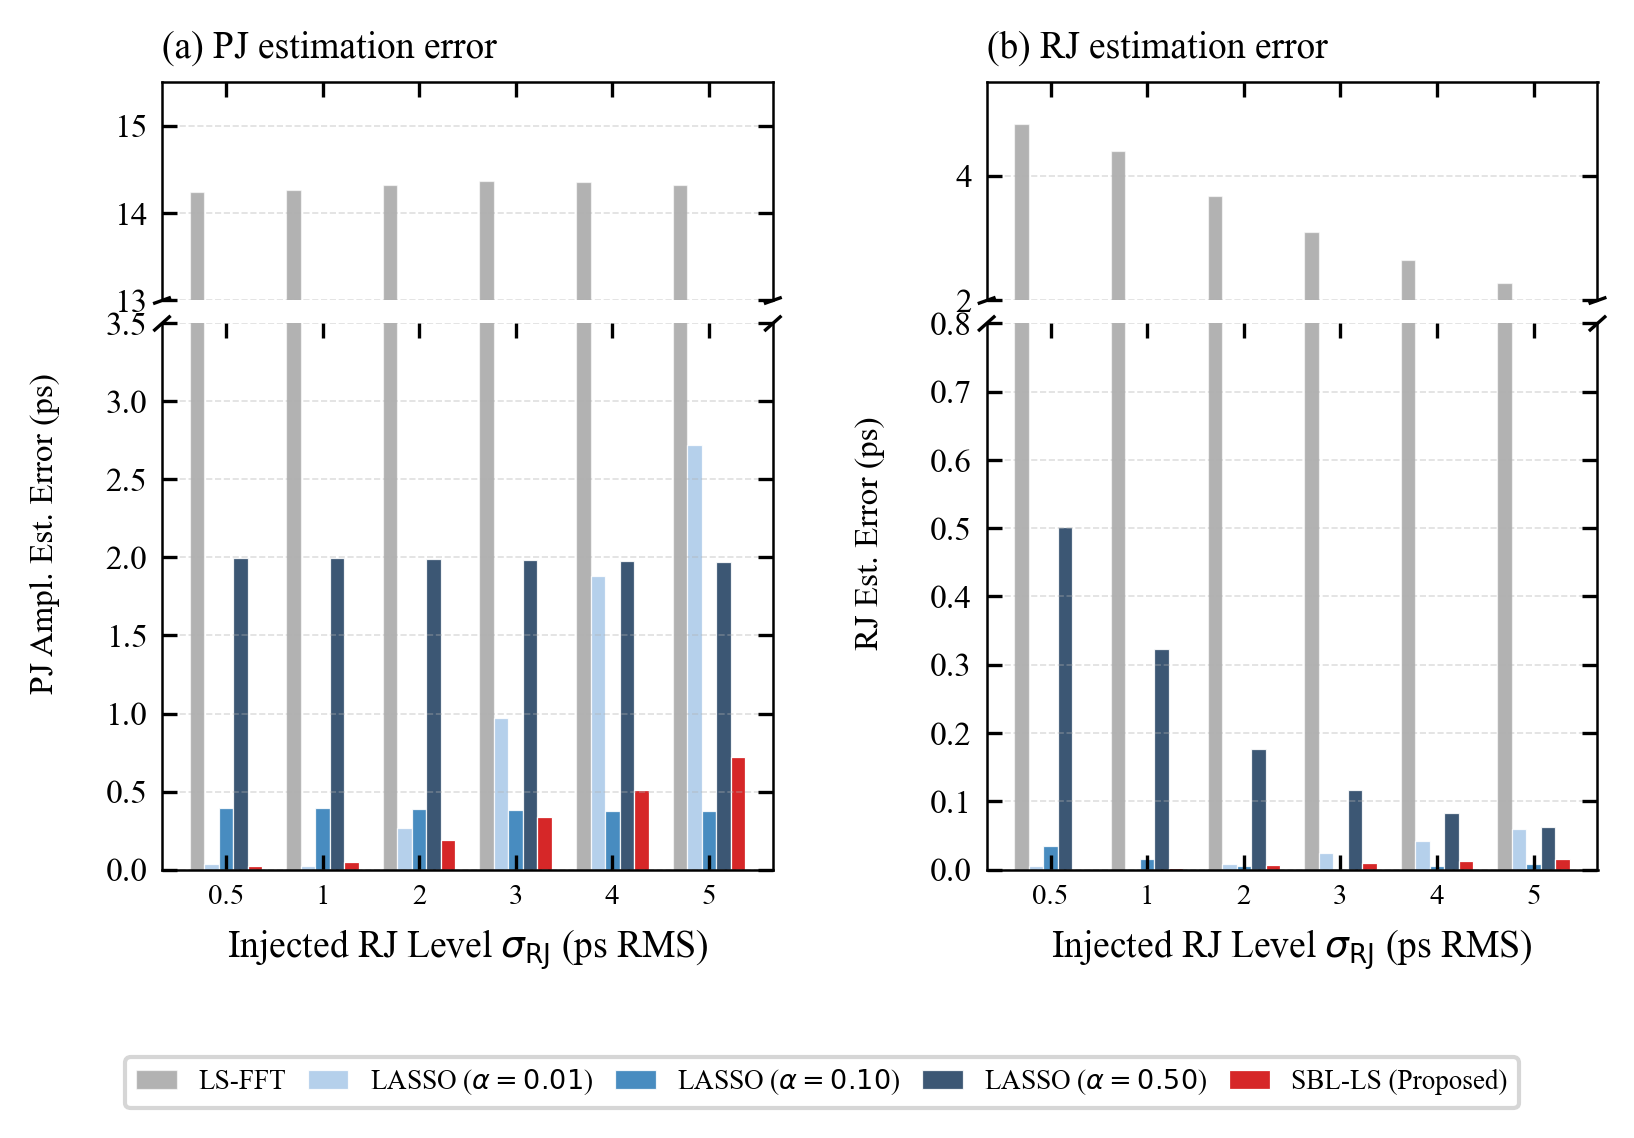 (a) PJ estimation error
15
14
13
3.5
3.0
2.5
2.0
1.5
1.0
0.5
0.0
PJ Ampl. Est. Error (ps)
0.5 1 2 3 4 5
Injected RJ Level σRJ (ps RMS)
(b) RJ estimation error
4
2
0.8
0.7
0.6
0.5
0.4
0.3
0.2
0.1
0.0
RJ Est. Error (ps)
0.5 1 2 3 4 5
Injected RJ Level σRJ (ps RMS)
LS-FFT LASSO (α = 0.01) LASSO (α = 0.10) LASSO (α = 0.50) SBL-LS (Proposed)